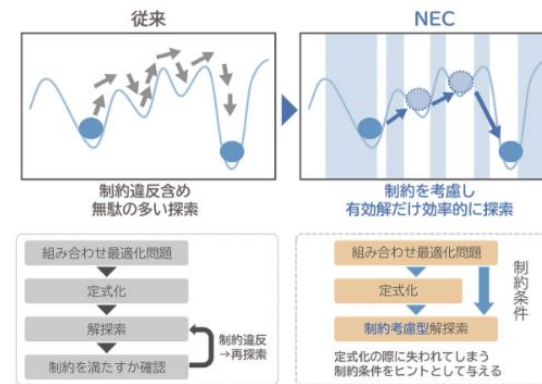 従来
NEC
制約違反含め
無駄の多い探索
制約を考慮し
有効解だけ効率的に探索
組み合わせ最適化問題
定式化
解探索
制約を満たすか確認
制約違反
→再探索
組み合わせ最適化問題
定式化
制約考慮型解探索
制約条件
定式化の際に失われてしまう
制約条件をヒントとして与える